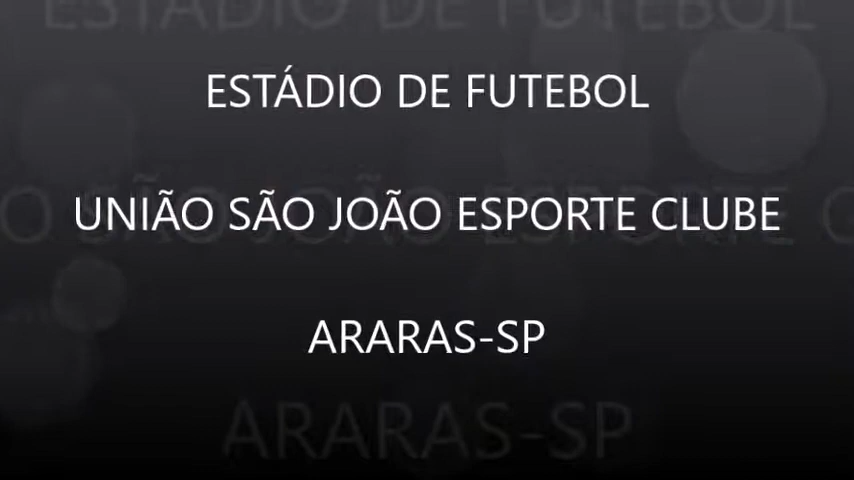 ESTÁDIO DE FUTEBOL
UNIÃO SÃO JOÃO ESPORTE CLUBE
ARARAS-SP